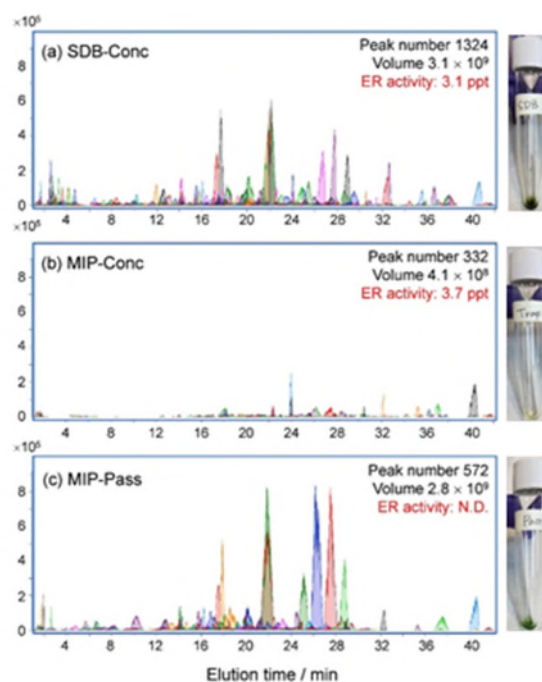 ×10⁶
(a) SDB-Conc
Peak number 1324
Volume 3.1 × 10⁹
ER activity: 3.1 ppt
8
6
4
2
0
4 8 12 16 20 24 28 32 36 40
SDB
×10⁶
(b) MIP-Conc
Peak number 332
Volume 4.1 × 10⁸
ER activity: 3.7 ppt
8
6
4
2
0
4 8 12 16 20 24 28 32 36 40
Trap
×10⁶
(c) MIP-Pass
Peak number 572
Volume 2.8 × 10⁹
ER activity: N.D.
8
6
4
2
0
4 8 12 16 20 24 28 32 36 40
Elution time / min